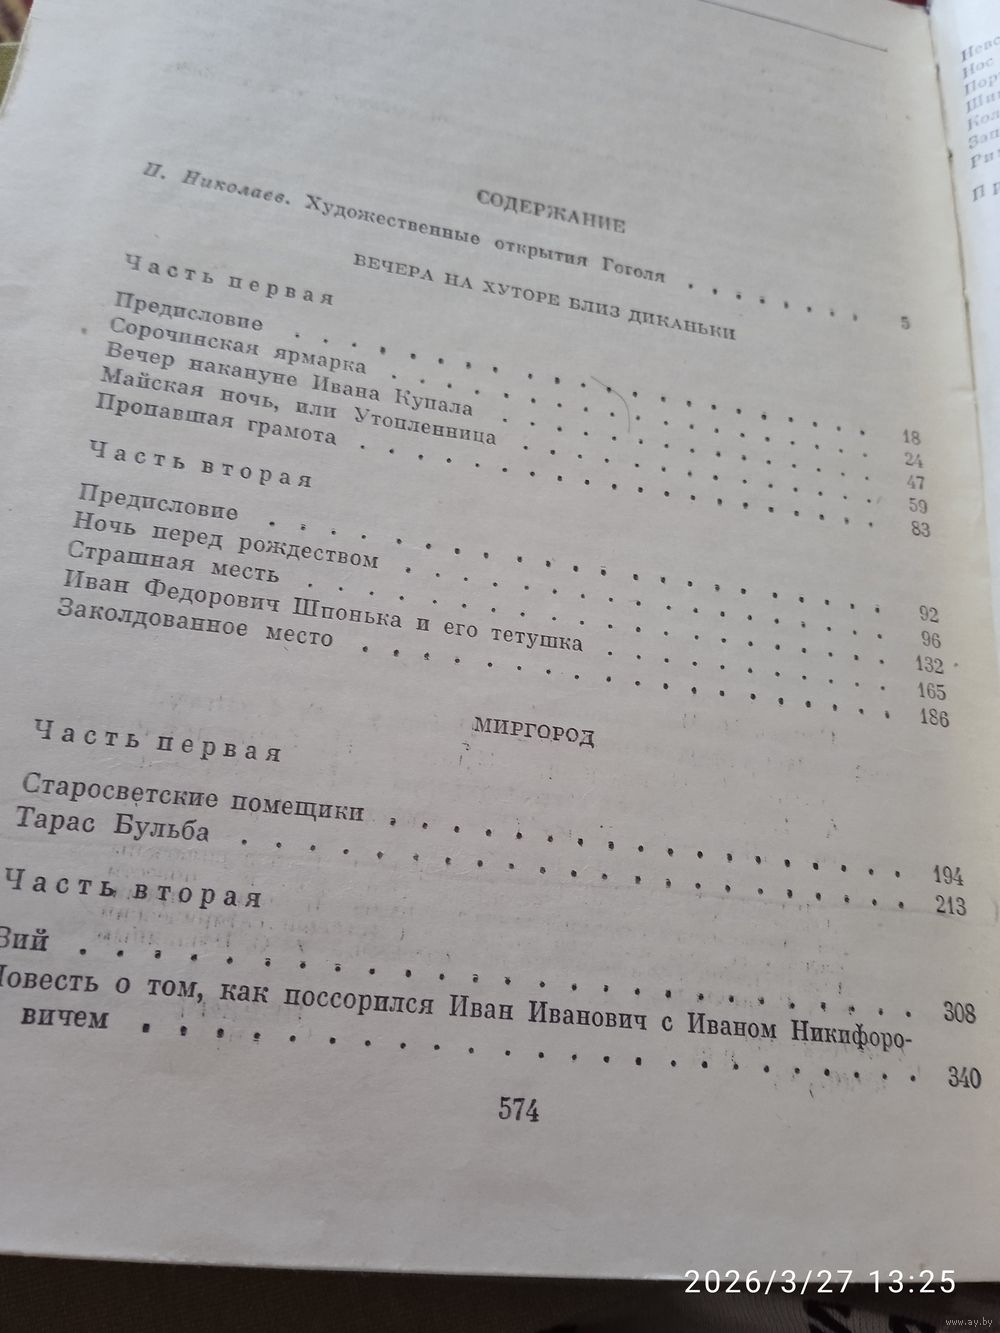 СОДЕРЖАНИЕ
П. Николаев. Художественные открытия Гоголя . . . . . . . 5
ВЕЧЕРА НА ХУТОРЕ БЛИЗ ДИКАНЬКИ
Часть первая
Предисловие . . . . . . . . . . . . . . . . . . . 18
Сорочинская ярмарка . . . . . . . . . . . . . . . . 24
Вечер накануне Ивана Купала . . . . . . . . . . . . . 47
Майская ночь, или Утопленница . . . . . . . . . . . . 59
Пропавшая грамота . . . . . . . . . . . . . . . . . 83
Часть вторая
Предисловие . . . . . . . . . . . . . . . . . . . . 92
Ночь перед рождеством . . . . . . . . . . . . . . . . 96
Страшная месть . . . . . . . . . . . . . . . . . . . 132
Иван Федорович Шпонька и его тетушка . . . . . . . . . . 165
Заколдованное место . . . . . . . . . . . . . . . . . 186
МИРГОРОД
Часть первая
Старосветские помещики . . . . . . . . . . . . . . . . 194
Тарас Бульба . . . . . . . . . . . . . . . . . . . . 213
Часть вторая
Вий . . . . . . . . . . . . . . . . . . . . . . . . 308
Повесть о том, как поссорился Иван Иванович с Иваном Никифоро-
вичем . . . . . . . . . . . . . . . . . . . . . . 340
574
Нос
2026/3/27 13:25
www.ay.by